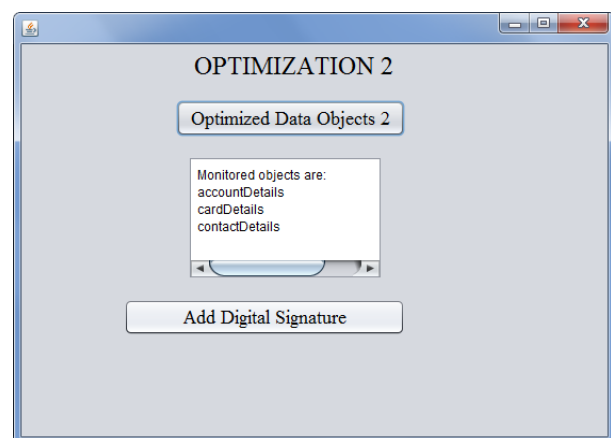 OPTIMIZATION 2
Optimized Data Objects 2
Monitored objects are:
accountDetails
cardDetails
contactDetails
Add Digital Signature